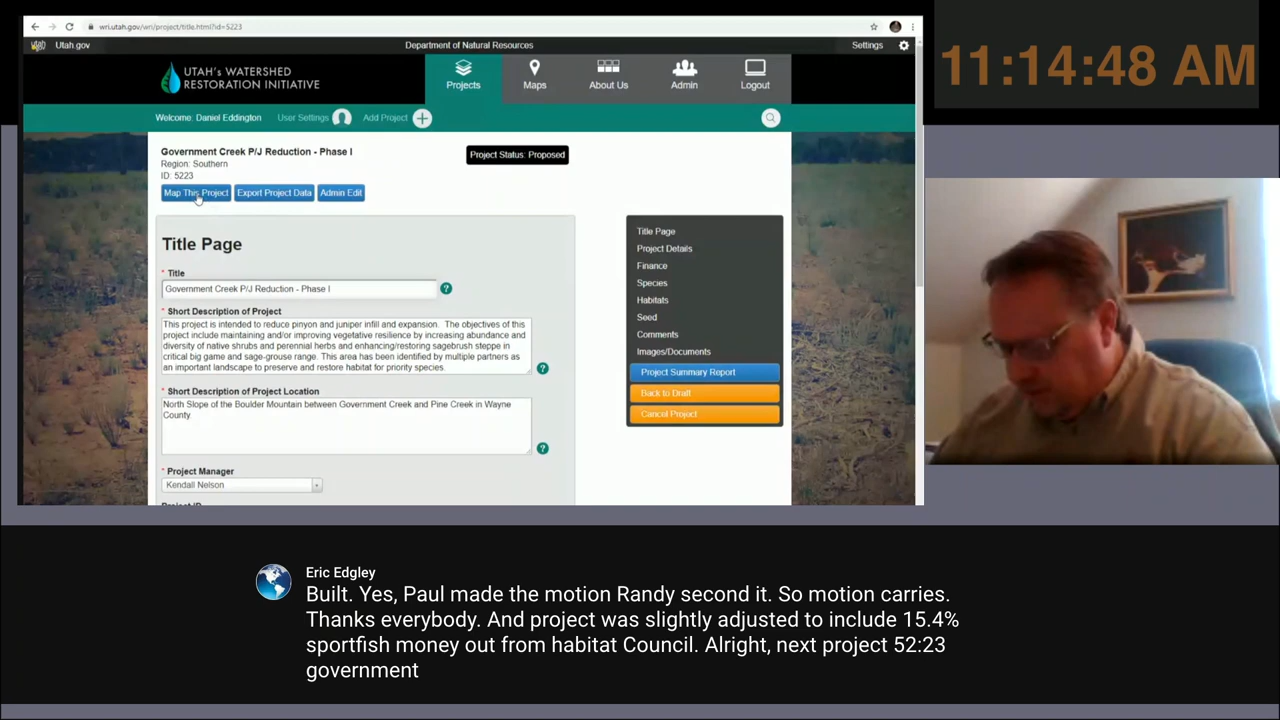 wri.utah.gov/wri/project/title.html?id=5223
Utah.gov
Department of Natural Resources
Settings
UTAH's WATERSHED
RESTORATION INITIATIVE
Projects
Maps
About Us
Admin
Logout
Welcome: Daniel Eddington
User Settings
Add Project
Government Creek P/J Reduction - Phase I
Region: Southern
ID: 5223
Project Status: Proposed
Map This Project
Export Project Data
Admin Edit
Title Page
* Title
Government Creek P/J Reduction - Phase I
* Short Description of Project
This project is intended to reduce pinyon and juniper infill and expansion. The objectives of this
project include maintaining and/or improving vegetative resilience by increasing abundance and
diversity of native shrubs and perennial herbs and enhancing/restoring sagebrush steppe in
critical big game and sage-grouse range. This area has been identified by multiple partners as
an important landscape to preserve and restore habitat for priority species.
* Short Description of Project Location
North Slope of the Boulder Mountain between Government Creek and Pine Creek in Wayne
County.
* Project Manager
Kendall Nelson
Title Page
Project Details
Finance
Species
Habitats
Seed
Comments
Images/Documents
Project Summary Report
Back to Draft
Cancel Project
11:14:48 AM
Eric Edgley
Built. Yes, Paul made the motion Randy second it. So motion carries.
Thanks everybody. And project was slightly adjusted to include 15.4%
sportfish money out from habitat Council. Alright, next project 52:23
government